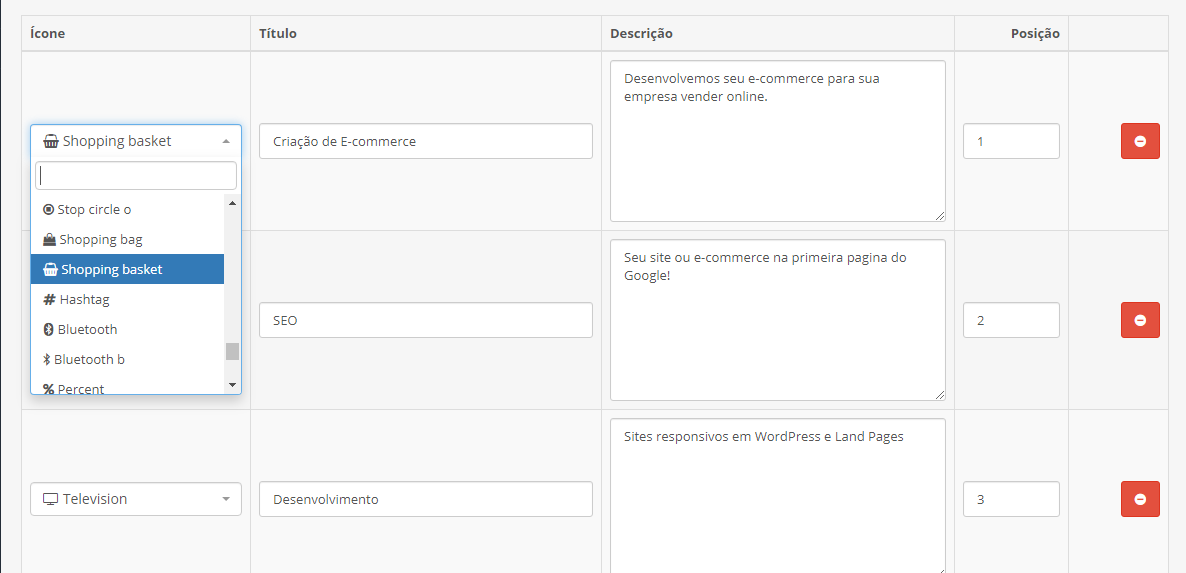 Ícone Título Descrição Posição
Shopping basket
Stop circle o
Shopping bag
Shopping basket
Hashtag
Bluetooth
Bluetooth b
Percent
Criação de E-commerce
Desenvolvemos seu e-commerce para sua
empresa vender online.
1
SEO
Seu site ou e-commerce na primeira pagina do
Google!
2
Television
Desenvolvimento
Sites responsivos em WordPress e Land Pages
3